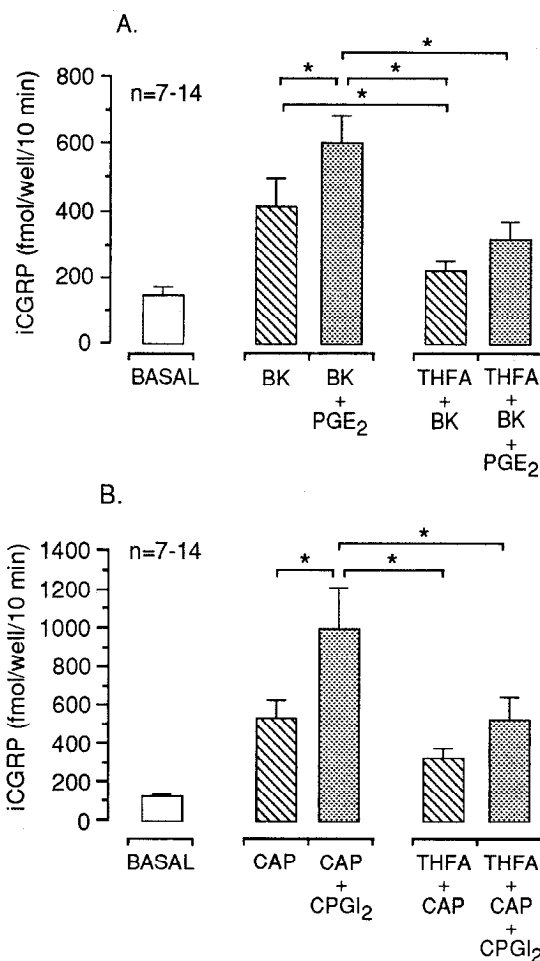 A.
iCGRP (fmol/well/10 min)
800
600
400
200
0
n=7-14
*
*
*
*
BASAL
BK
BK
+
PGE2
THFA
+
BK
THFA
+
BK
+
PGE2
B.
iCGRP (fmol/well/10 min)
1400
1200
1000
800
600
400
200
0
n=7-14
*
*
*
BASAL
CAP
CAP
+
CPGI2
THFA
+
CAP
THFA
+
CAP
+
CPGI2